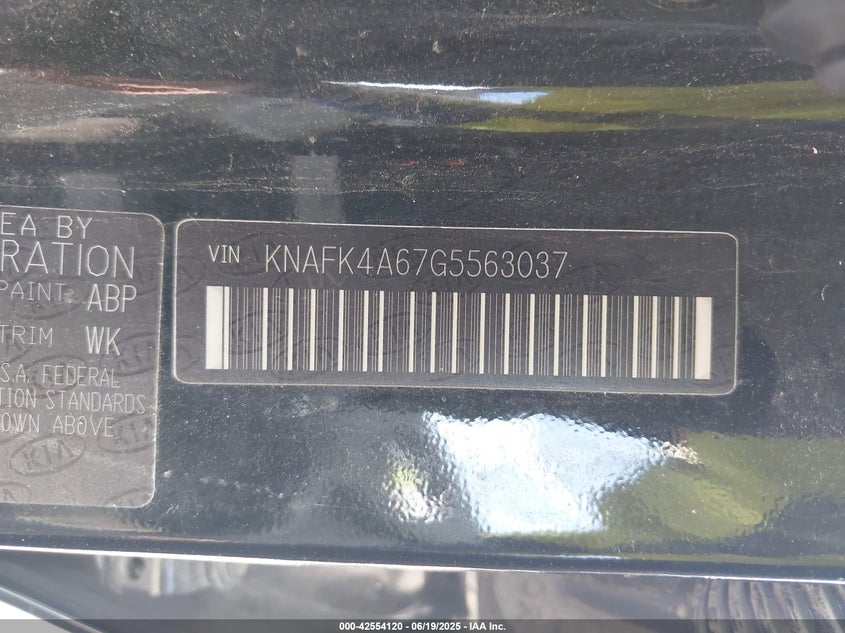 EA BY
RATION
PAINT ABP
TRIM WK
S.A. FEDERAL
TION STANDARDS
OWN ABOVE
KIA
VIN KNAFK4A67G5563037
000-42554120 - 06/19/2025 - IAA Inc.